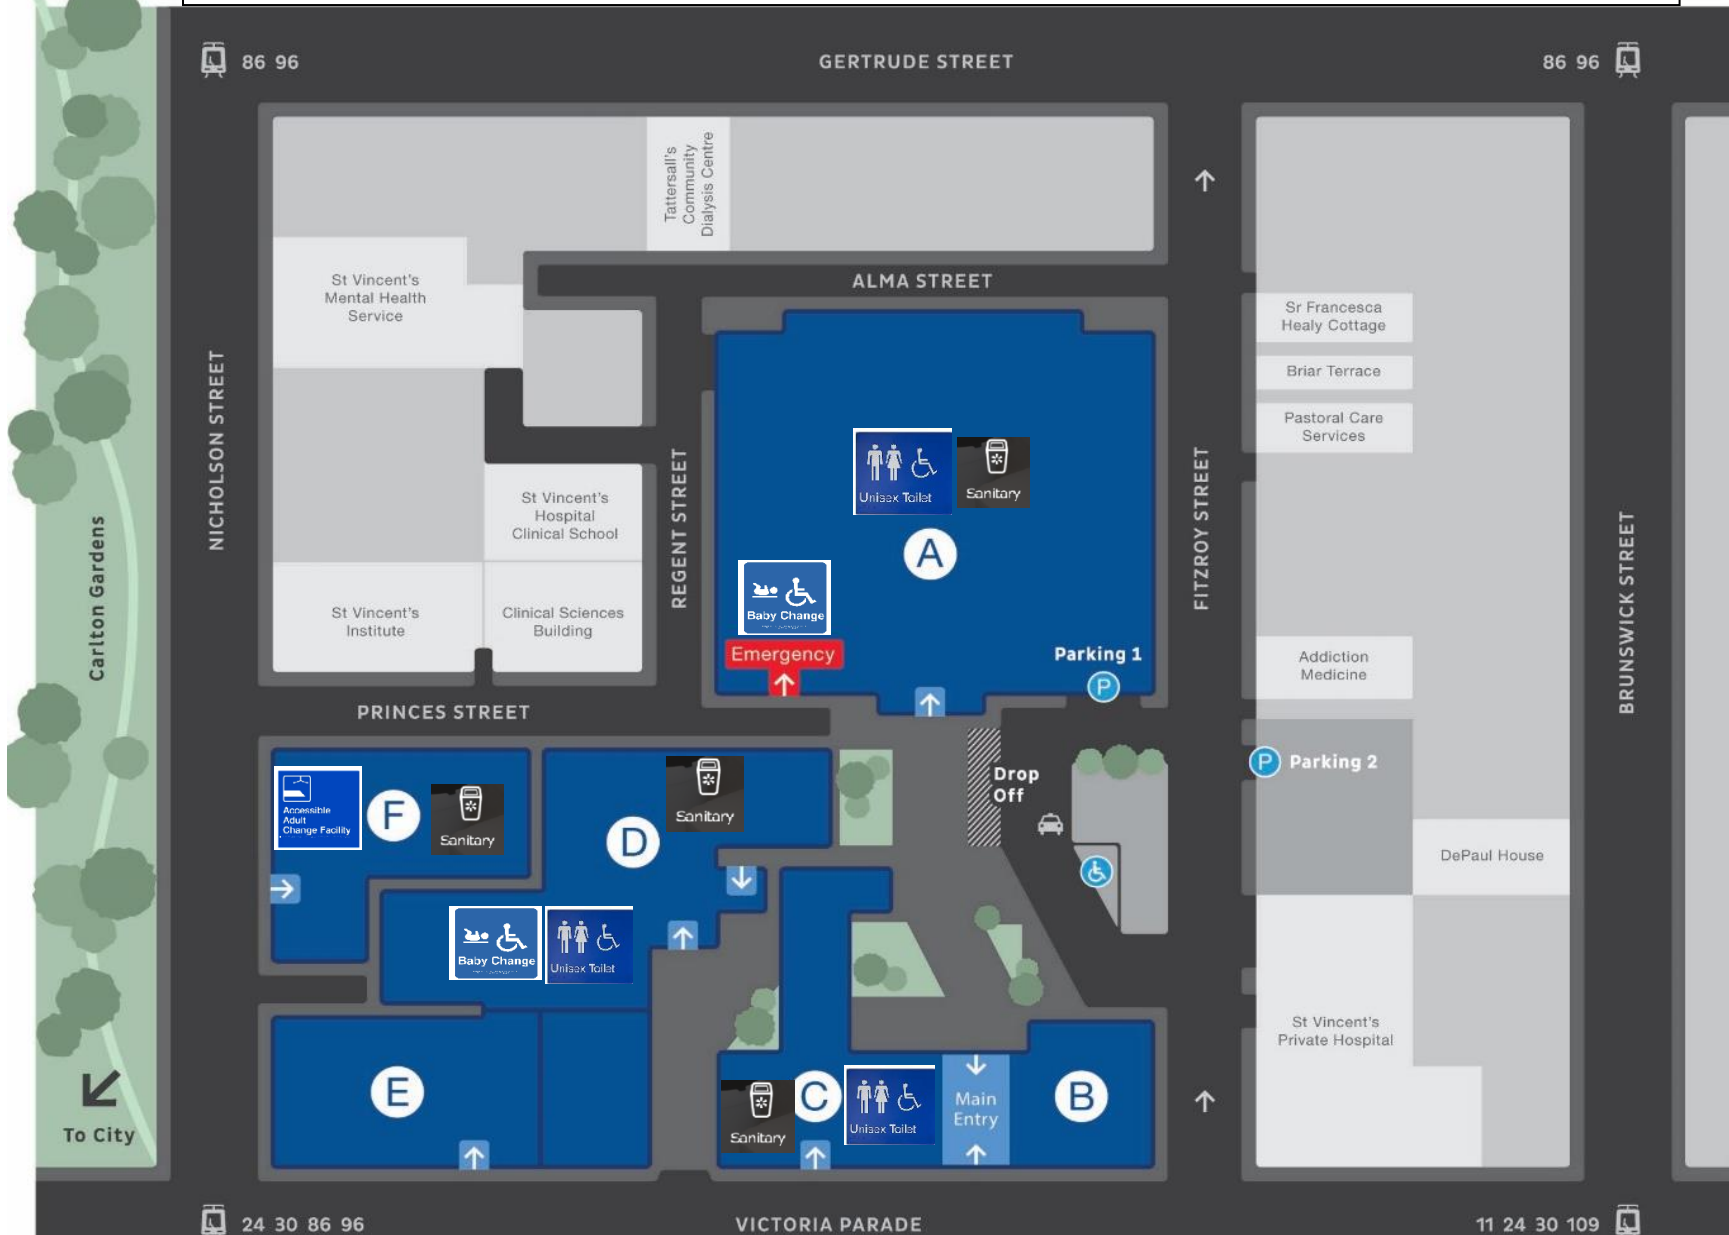 86 96
GERTRUDE STREET
86 96
Tattersall's
Community
Dialysis Centre
St Vincent's
Mental Health
Service
ALMA STREET
Sr Francesca
Healy Cottage
Briar Terrace
Pastoral Care
Services
NICHOLSON STREET
REGENT STREET
FITZROY STREET
BRUNSWICK STREET
Carlton Gardens
Unisex Toilet
Sanitary
St Vincent's
Hospital
Clinical School
A
Baby Change
St Vincent's
Institute
Clinical Sciences
Building
Emergency
Parking 1
P
Addiction
Medicine
PRINCES STREET
P
Parking 2
Drop
Off
Accessible
Adult
Change Facility
F
Sanitary
D
Sanitary
DePaul House
Baby Change
Unisex Toilet
St Vincent's
Private Hospital
E
Sanitary
C
Unisex Toilet
Main
Entry
B
To City
24 30 86 96
VICTORIA PARADE
11 24 30 109